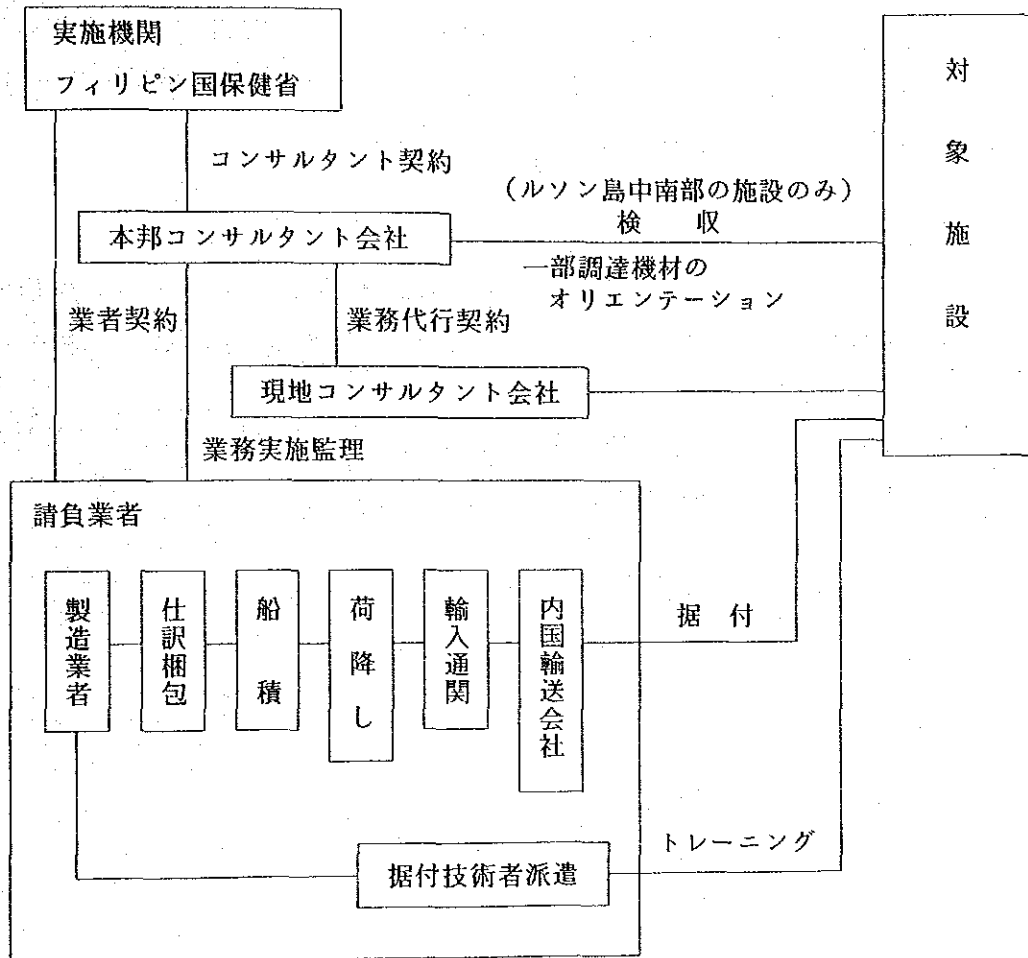 実施機関
フィリピン国保健省
対象施設
コンサルタント契約
(ルソン島中南部の施設のみ)
検 収
本邦コンサルタント会社
一部調達機材の
オリエンテーション
業者契約
業務代行契約
現地コンサルタント会社
業務実施監理
請負業者
製造業者
仕訳梱包
船積
荷降し
輸入通関
内国輸送会社
据 付
トレーニング
据付技術者派遣